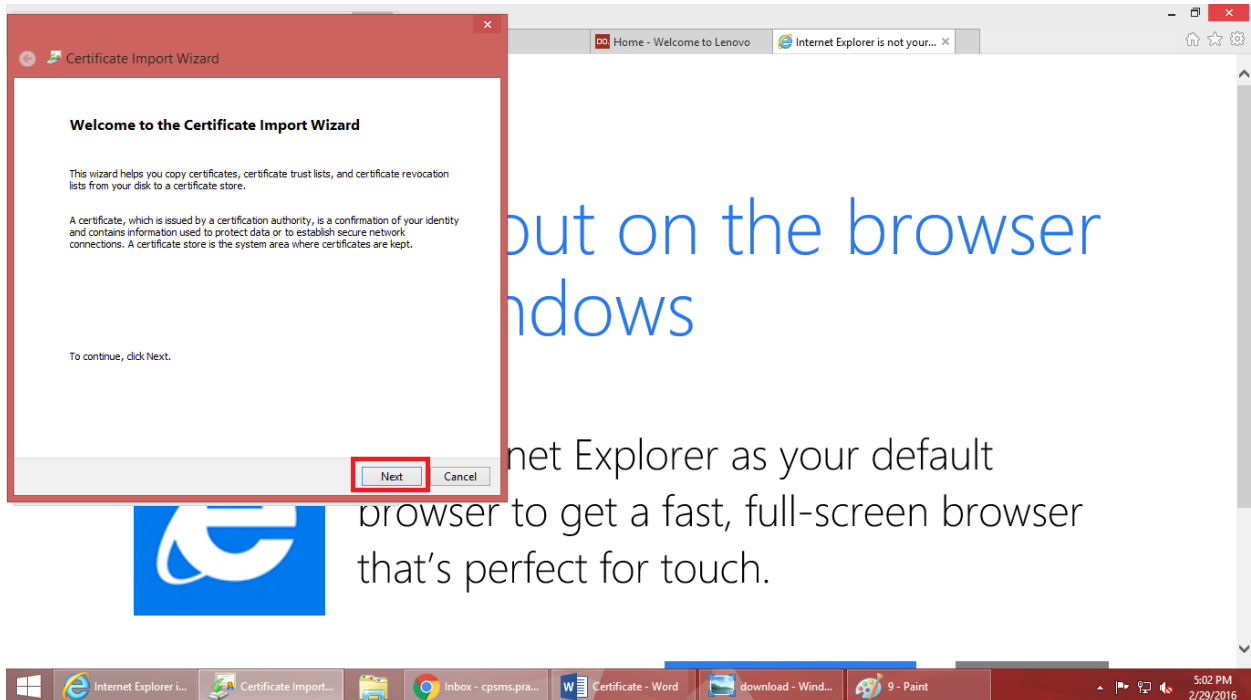 Certificate Import Wizard
Welcome to the Certificate Import Wizard
This wizard helps you copy certificates, certificate trust lists, and certificate revocation
lists from your disk to a certificate store.
A certificate, which is issued by a certification authority, is a confirmation of your identity
and contains information used to protect data or to establish secure network
connections. A certificate store is the system area where certificates are kept.
To continue, click Next.
Next Cancel
Home - Welcome to Lenovo
Internet Explorer is not your...
out on the browser
ndows
net Explorer as your default
browser to get a fast, full-screen browser
that's perfect for touch.
Internet Explorer i...
Certificate Import...
Inbox - cpsms.pra...
Certificate - Word
download - Wind...
9 - Paint
5:02 PM
2/29/2016